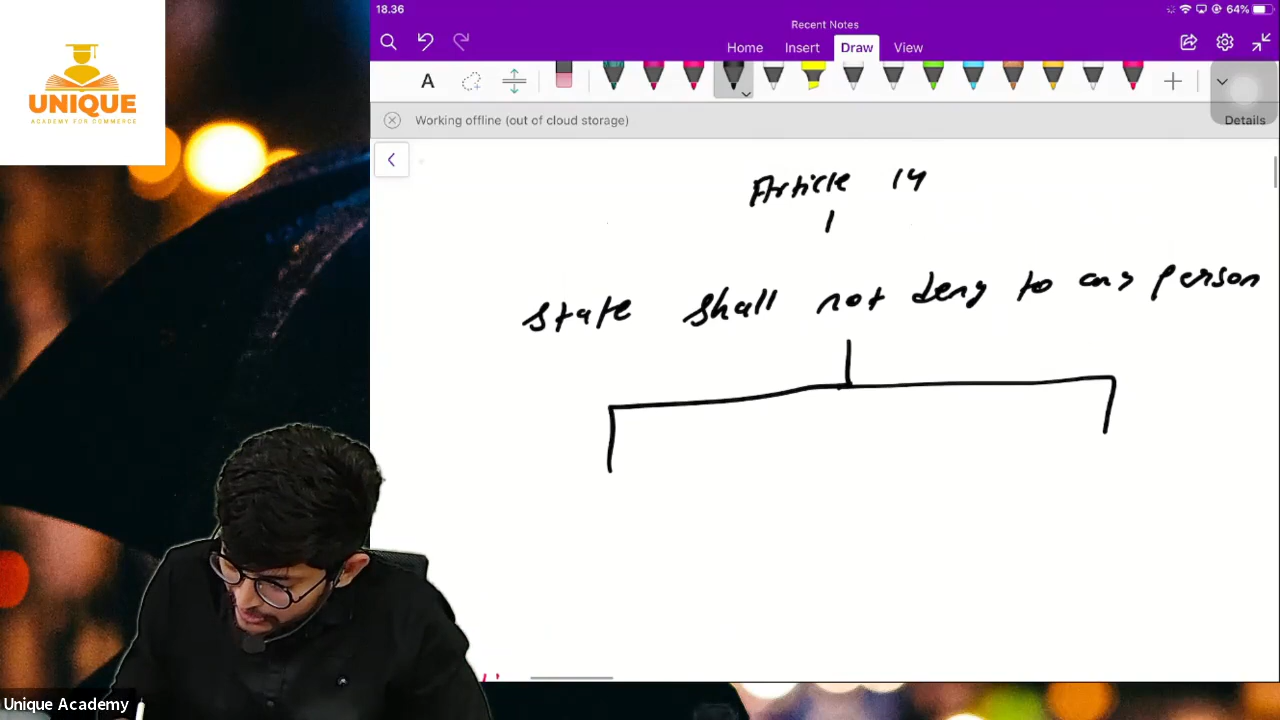 18.36
Recent Notes
64%
Home Insert Draw View
A
Working offline (out of cloud storage)
Details
UNIQUE
ACADEMY FOR COMMERCE
Article 14
State shall not deny to any person
Unique Academy